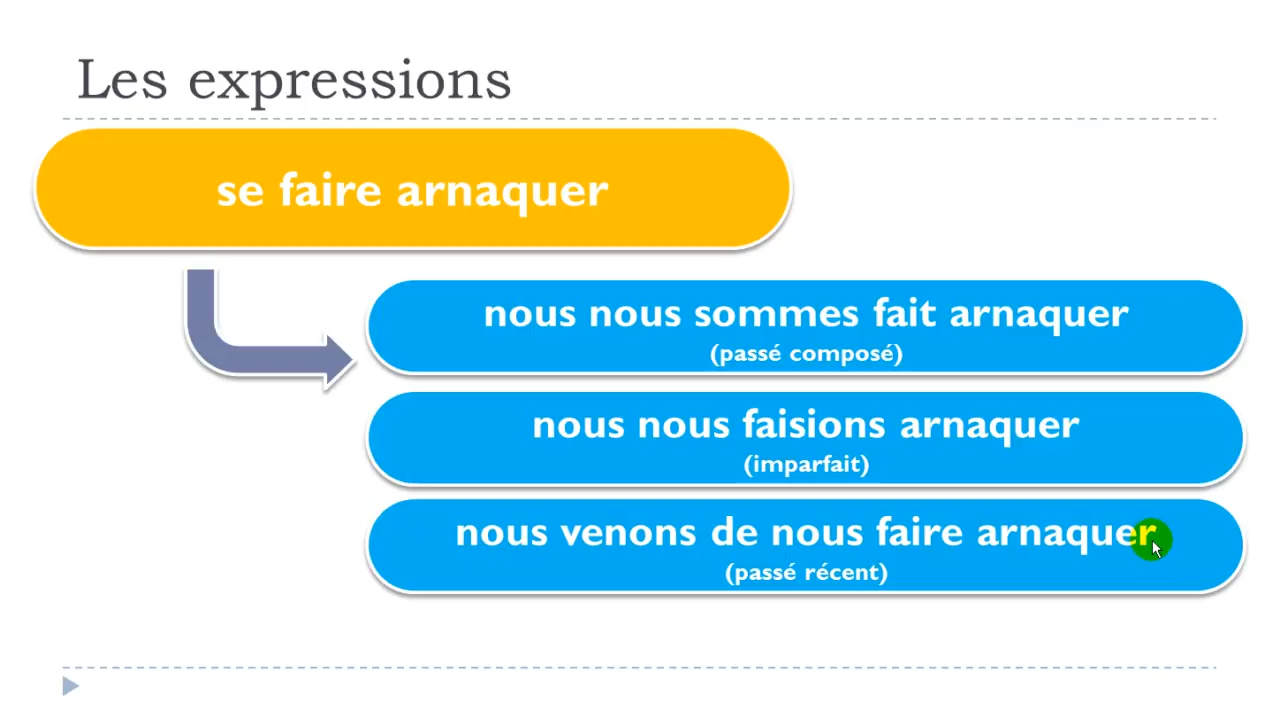 Les expressions
se faire arnaquer
nous nous sommes fait arnaquer
(passé composé)
nous nous faisions arnaquer
(imparfait)
nous venons de nous faire arnaquer
(passé récent)